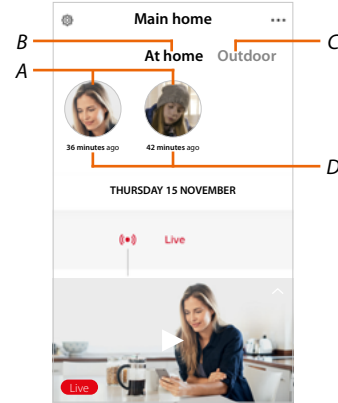 Main home
B
C
A
At home Outdoor
36 minutes ago 42 minutes ago
D
THURSDAY 15 NOVEMBER
Live
Live